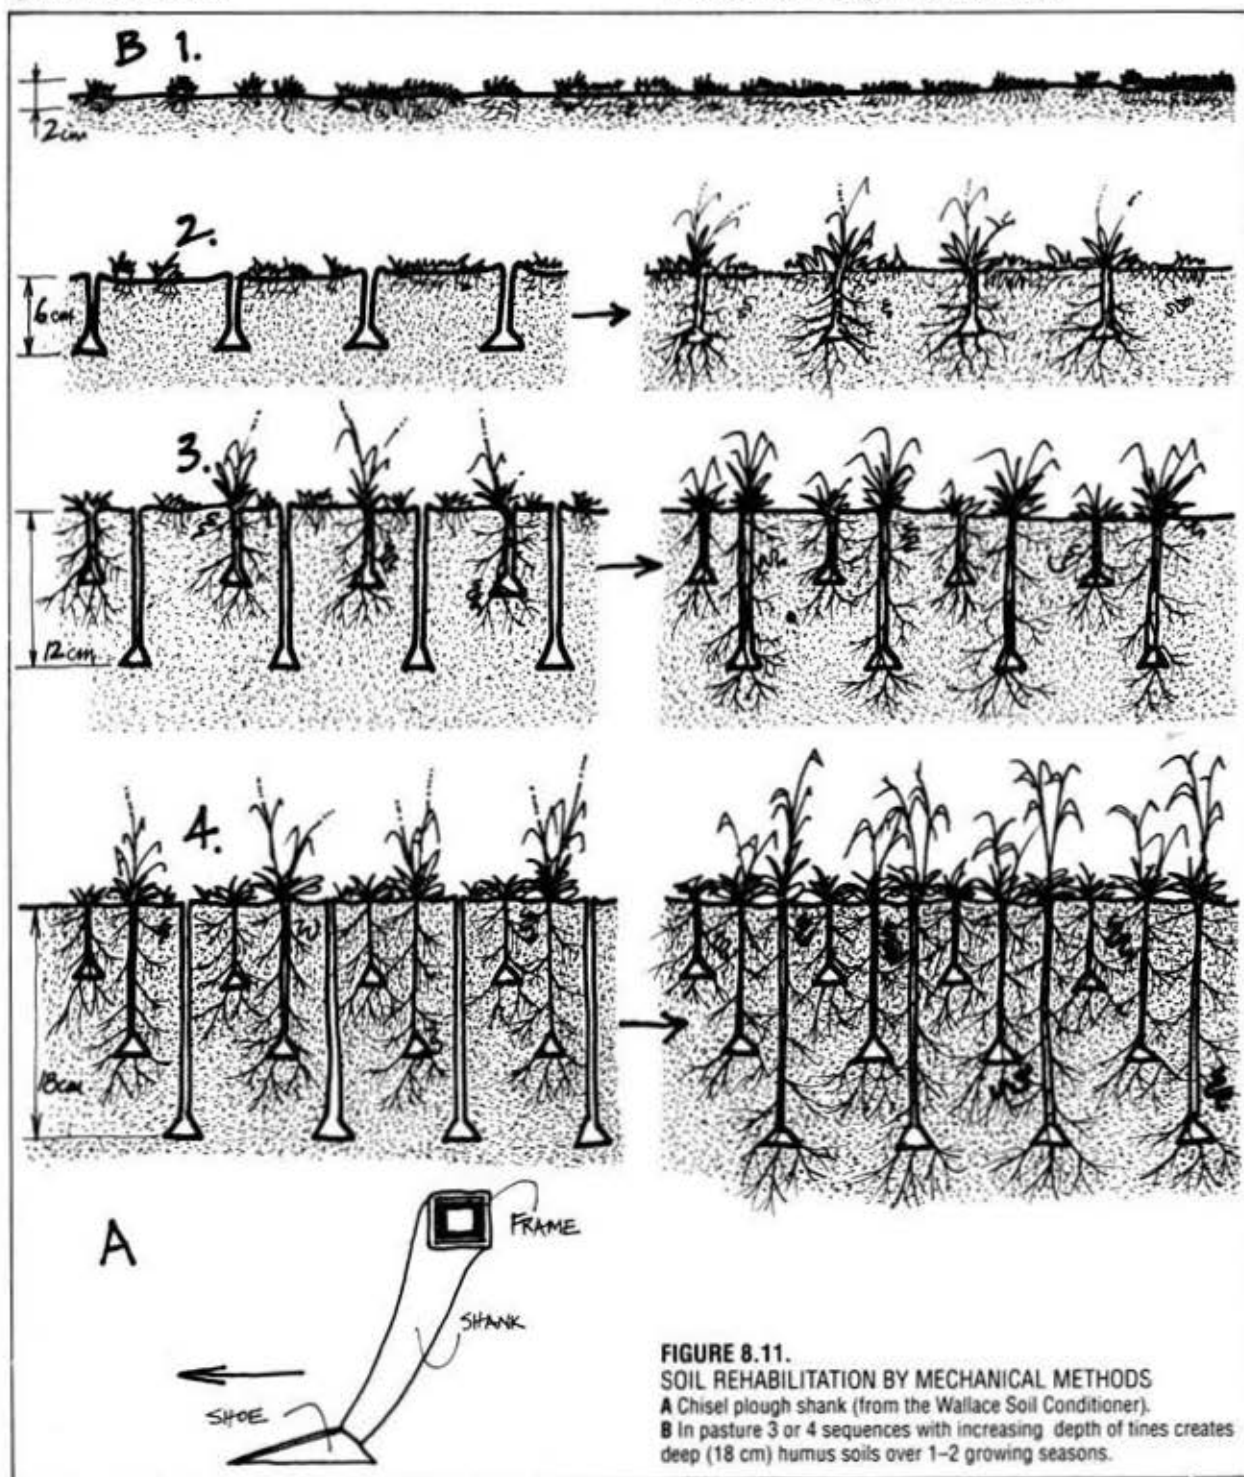 B 1.
2cm
2.
6cm
3.
12cm
4.
18cm
A
FRAME
SHANK
SHOE
FIGURE 8.11.
SOIL REHABILITATION BY MECHANICAL METHODS
A Chisel plough shank (from the Wallace Soil Conditioner).
B In pasture 3 or 4 sequences with increasing depth of tines creates
deep (18 cm) humus soils over 1–2 growing seasons.